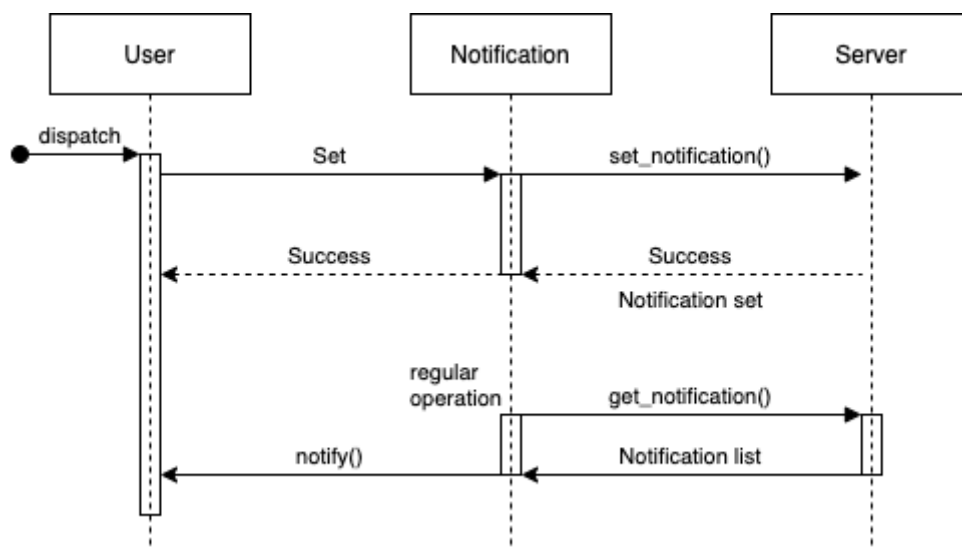 User
Notification
Server
dispatch
Set
set_notification()
Success
Success
Notification set
regular
operation
get_notification()
notify()
Notification list